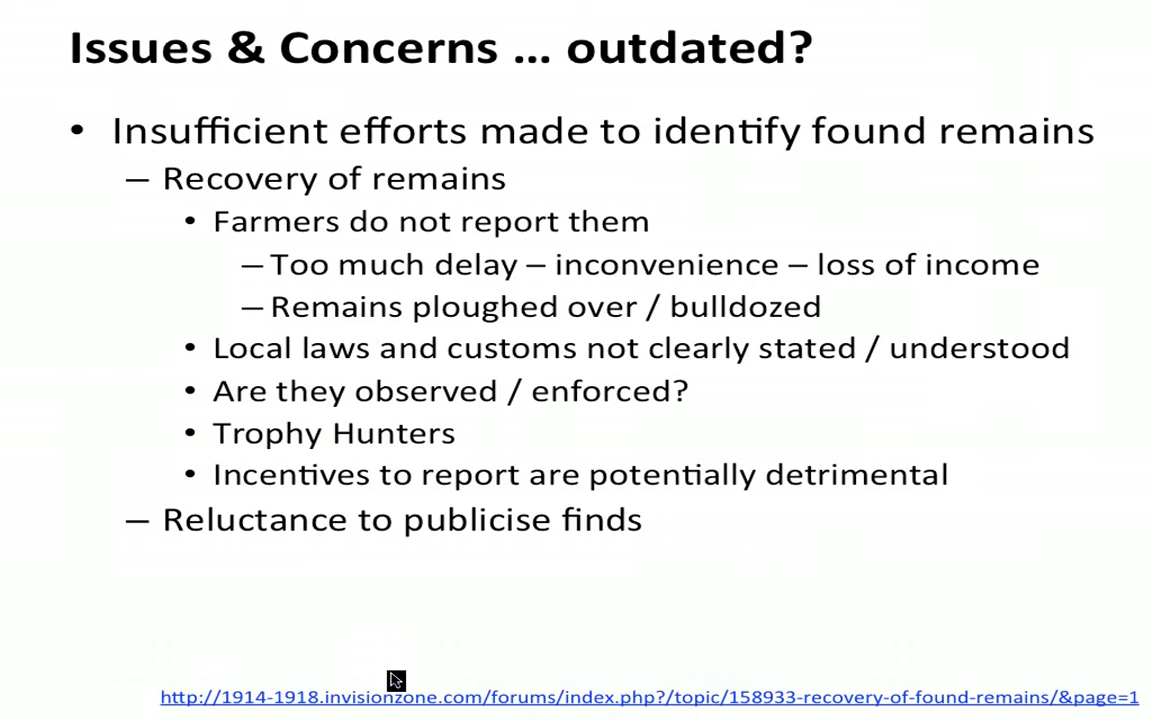 Issues & Concerns ... outdated?
• Insufficient efforts made to identify found remains
– Recovery of remains
• Farmers do not report them
– Too much delay – inconvenience – loss of income
– Remains ploughed over / bulldozed
• Local laws and customs not clearly stated / understood
• Are they observed / enforced?
• Trophy Hunters
• Incentives to report are potentially detrimental
– Reluctance to publicise finds
http://1914-1918.invisionzone.com/forums/index.php?/topic/158933-recovery-of-found-remains/&page=1